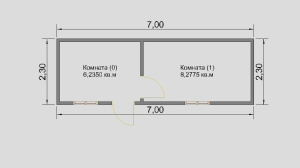 7,00
Комната (0)
6,2350 кв.м
Комната (1)
8,2775 кв.м
2,30
2,30
7,00